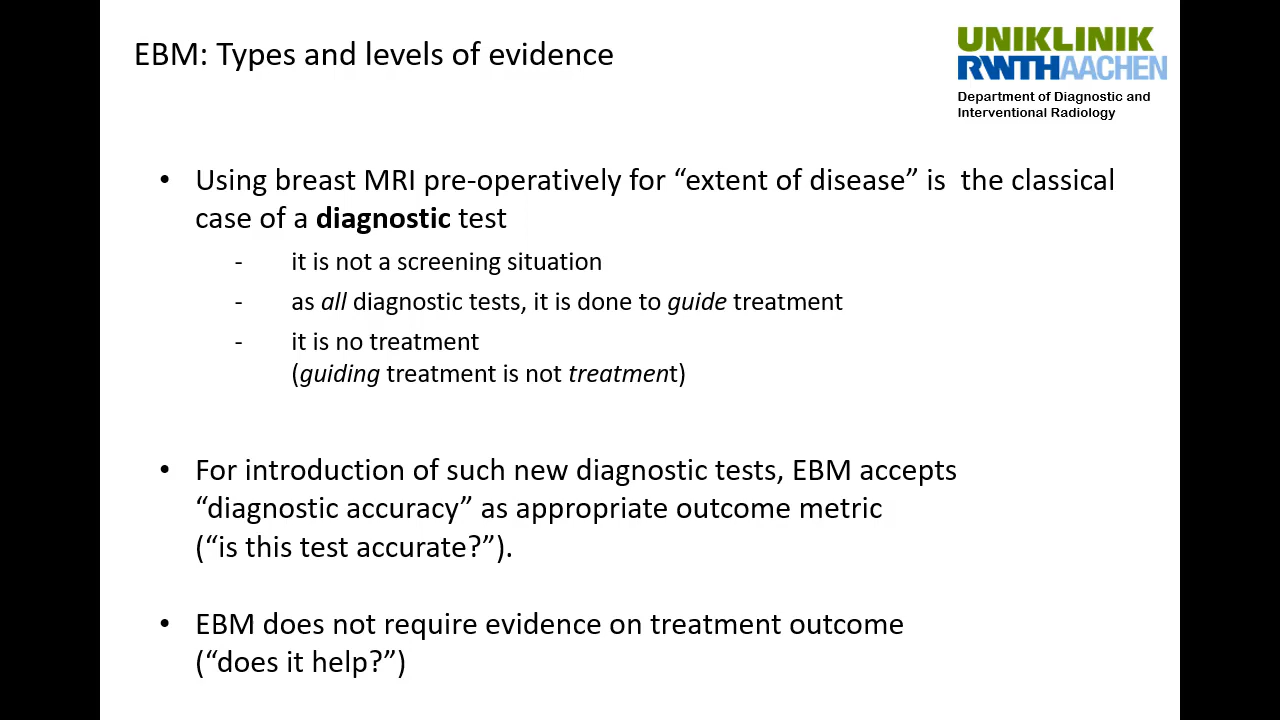 EBM: Types and levels of evidence
UNIKLINIK
RWTHAACHEN
Department of Diagnostic and
Interventional Radiology
• Using breast MRI pre-operatively for “extent of disease” is the classical
case of a diagnostic test
- it is not a screening situation
- as all diagnostic tests, it is done to guide treatment
- it is no treatment
(guiding treatment is not treatment)
• For introduction of such new diagnostic tests, EBM accepts
“diagnostic accuracy” as appropriate outcome metric
(“is this test accurate?”).
• EBM does not require evidence on treatment outcome
(“does it help?”)